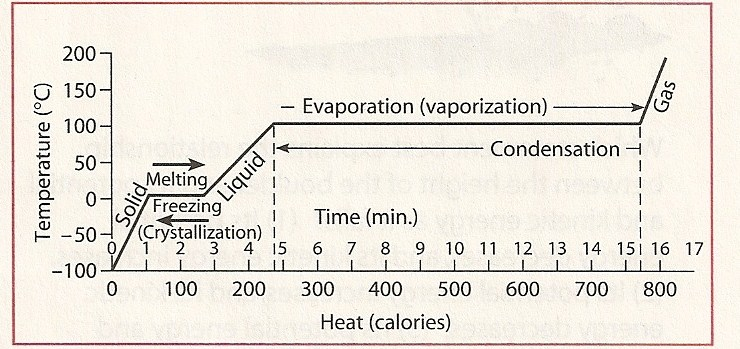 200
150
100
50
0
−50
−100
Temperature (°C)
Solid
Melting
Freezing
(Crystallization)
Liquid
– Evaporation (vaporization)
Condensation
Gas
Time (min.)
0 1 2 3 4 5 6 7 8 9 10 11 12 13 14 15 16 17
0 100 200 300 400 500 600 700 800
Heat (calories)